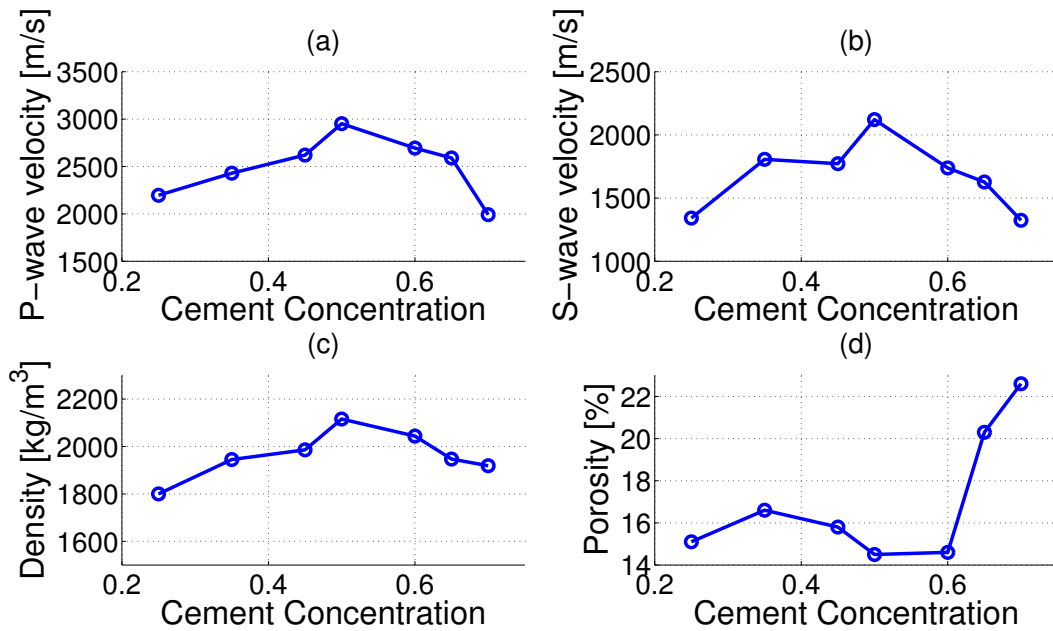 (a)
P-wave velocity [m/s]
3500
3000
2500
2000
1500
0.2
0.4
0.6
Cement Concentration
(b)
S-wave velocity [m/s]
2500
2000
1500
1000
0.2
0.4
0.6
Cement Concentration
(c)
Density [kg/m³]
2200
2000
1800
1600
0.2
0.4
0.6
Cement Concentration
(d)
Porosity [%]
22
20
18
16
14
0.2
0.4
0.6
Cement Concentration